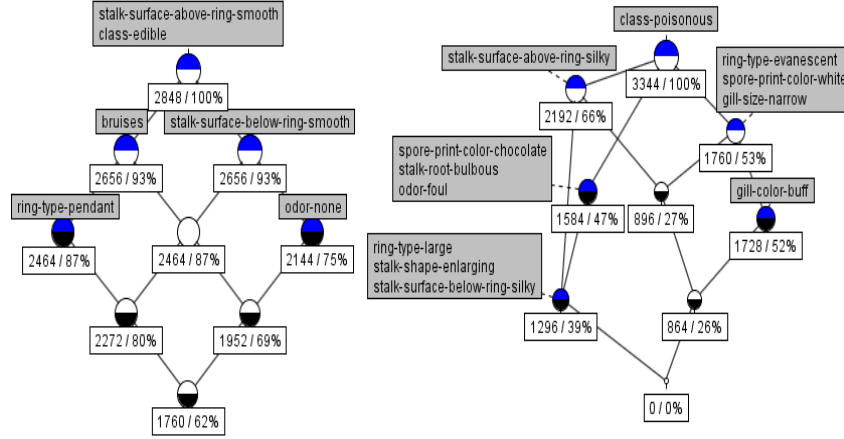 stalk-surface-above-ring-smooth
class-edible
2848 / 100%
bruises
stalk-surface-below-ring-smooth
2656 / 93%
2656 / 93%
ring-type-pendant
odor-none
2464 / 87%
2464 / 87%
2144 / 75%
2272 / 80%
1952 / 69%
1760 / 62%
class-poisonous
stalk-surface-above-ring-silky
3344 / 100%
ring-type-evanescent
spore-print-color-white
gill-size-narrow
2192 / 66%
1760 / 53%
spore-print-color-chocolate
stalk-root-bulbous
odor-foul
gill-color-buff
1584 / 47%
896 / 27%
1728 / 52%
ring-type-large
stalk-shape-enlarging
stalk-surface-below-ring-silky
1296 / 39%
864 / 26%
0 / 0%